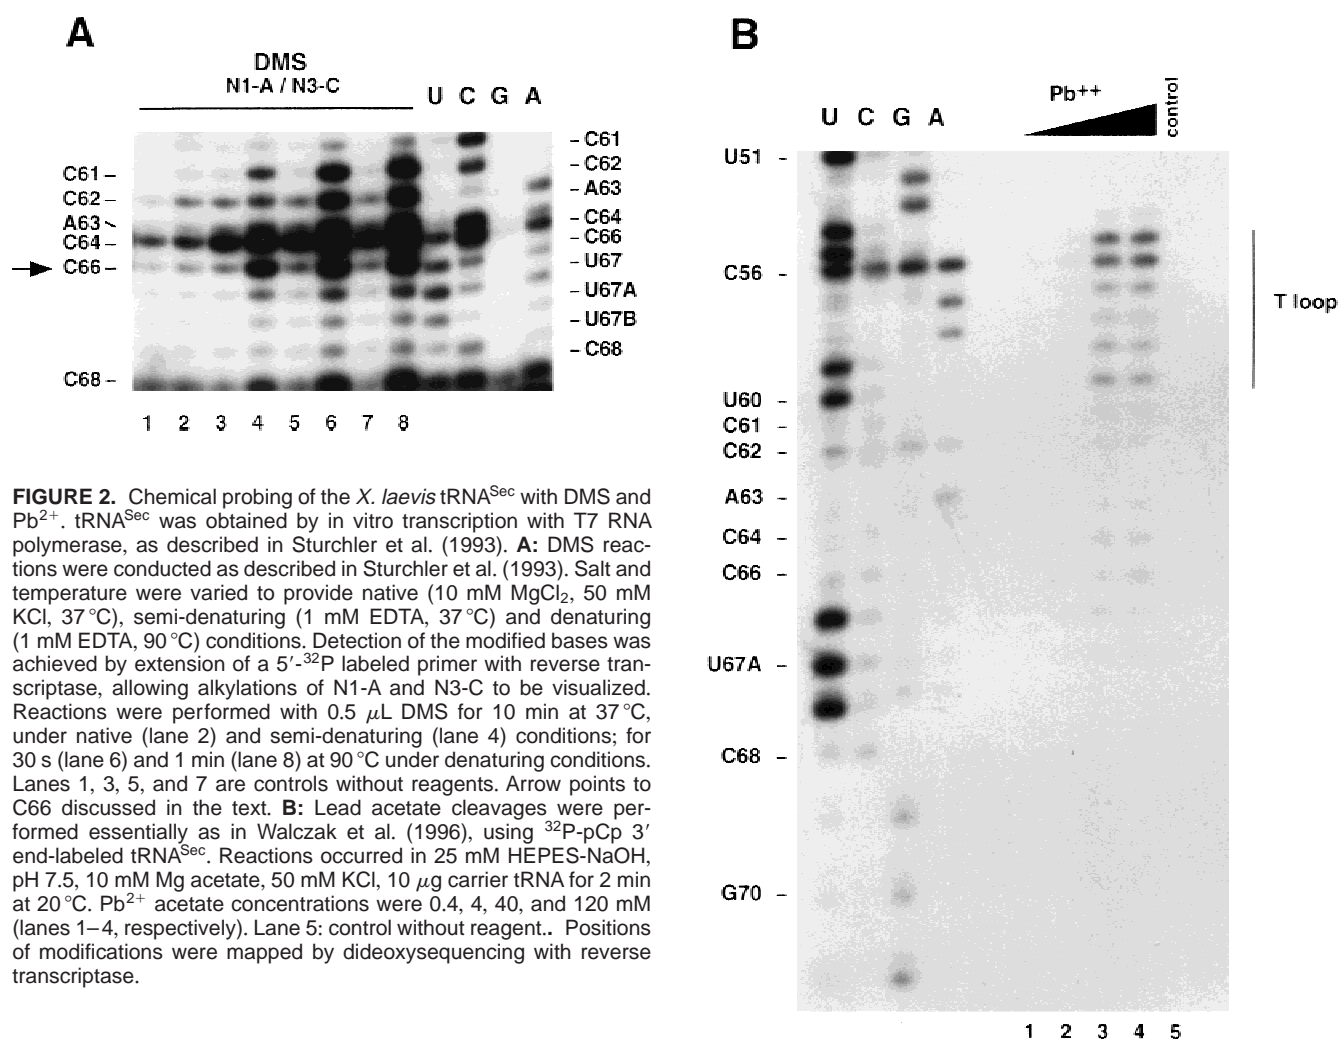 A
DMS
N1-A / N3-C
U C G A
C61 –
C62 –
A63
C64 –
C66 –
C68 –
– C61
– C62
– A63
– C64
– C66
– U67
– U67A
– U67B
– C68
1 2 3 4 5 6 7 8
FIGURE 2. Chemical probing of the X. laevis tRNASec with DMS and
Pb2+. tRNASec was obtained by in vitro transcription with T7 RNA
polymerase, as described in Sturchler et al. (1993). A: DMS reac-
tions were conducted as described in Sturchler et al. (1993). Salt and
temperature were varied to provide native (10 mM MgCl2, 50 mM
KCl, 37 °C), semi-denaturing (1 mM EDTA, 37 °C) and denaturing
(1 mM EDTA, 90 °C) conditions. Detection of the modified bases was
achieved by extension of a 5′-32P labeled primer with reverse tran-
scriptase, allowing alkylations of N1-A and N3-C to be visualized.
Reactions were performed with 0.5 μL DMS for 10 min at 37 °C,
under native (lane 2) and semi-denaturing (lane 4) conditions; for
30 s (lane 6) and 1 min (lane 8) at 90 °C under denaturing conditions.
Lanes 1, 3, 5, and 7 are controls without reagents. Arrow points to
C66 discussed in the text. B: Lead acetate cleavages were per-
formed essentially as in Walczak et al. (1996), using 32P-pCp 3′
end-labeled tRNASec. Reactions occurred in 25 mM HEPES-NaOH,
pH 7.5, 10 mM Mg acetate, 50 mM KCl, 10 μg carrier tRNA for 2 min
at 20 °C. Pb2+ acetate concentrations were 0.4, 4, 40, and 120 mM
(lanes 1–4, respectively). Lane 5: control without reagent.. Positions
of modifications were mapped by dideoxysequencing with reverse
transcriptase.
B
Pb++
control
U C G A
U51 –
C56 –
U60 –
C61 –
C62 –
A63 –
C64 –
C66 –
U67A –
C68 –
G70 –
T loop
1 2 3 4 5